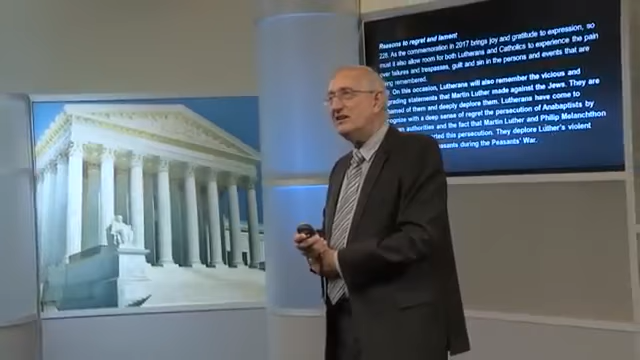 Reasons to regret and lament
228. As the commemoration in 2017 brings joy and gratitude to expression, so
must it also allow room for both Lutherans and Catholics to experience the pain
over failures and trespasses, guilt and sin in the persons and events that are
being remembered.
On this occasion, Lutherans will also remember the vicious and
degrading statements that Martin Luther made against the Jews. They are
ashamed of them and deeply deplore them. Lutherans have come to
recognize with a deep sense of regret the persecution of Anabaptists by
authorities and the fact that Martin Luther and Philip Melanchthon
this persecution. They deplore Luther's violent
peasants during the Peasants' War.